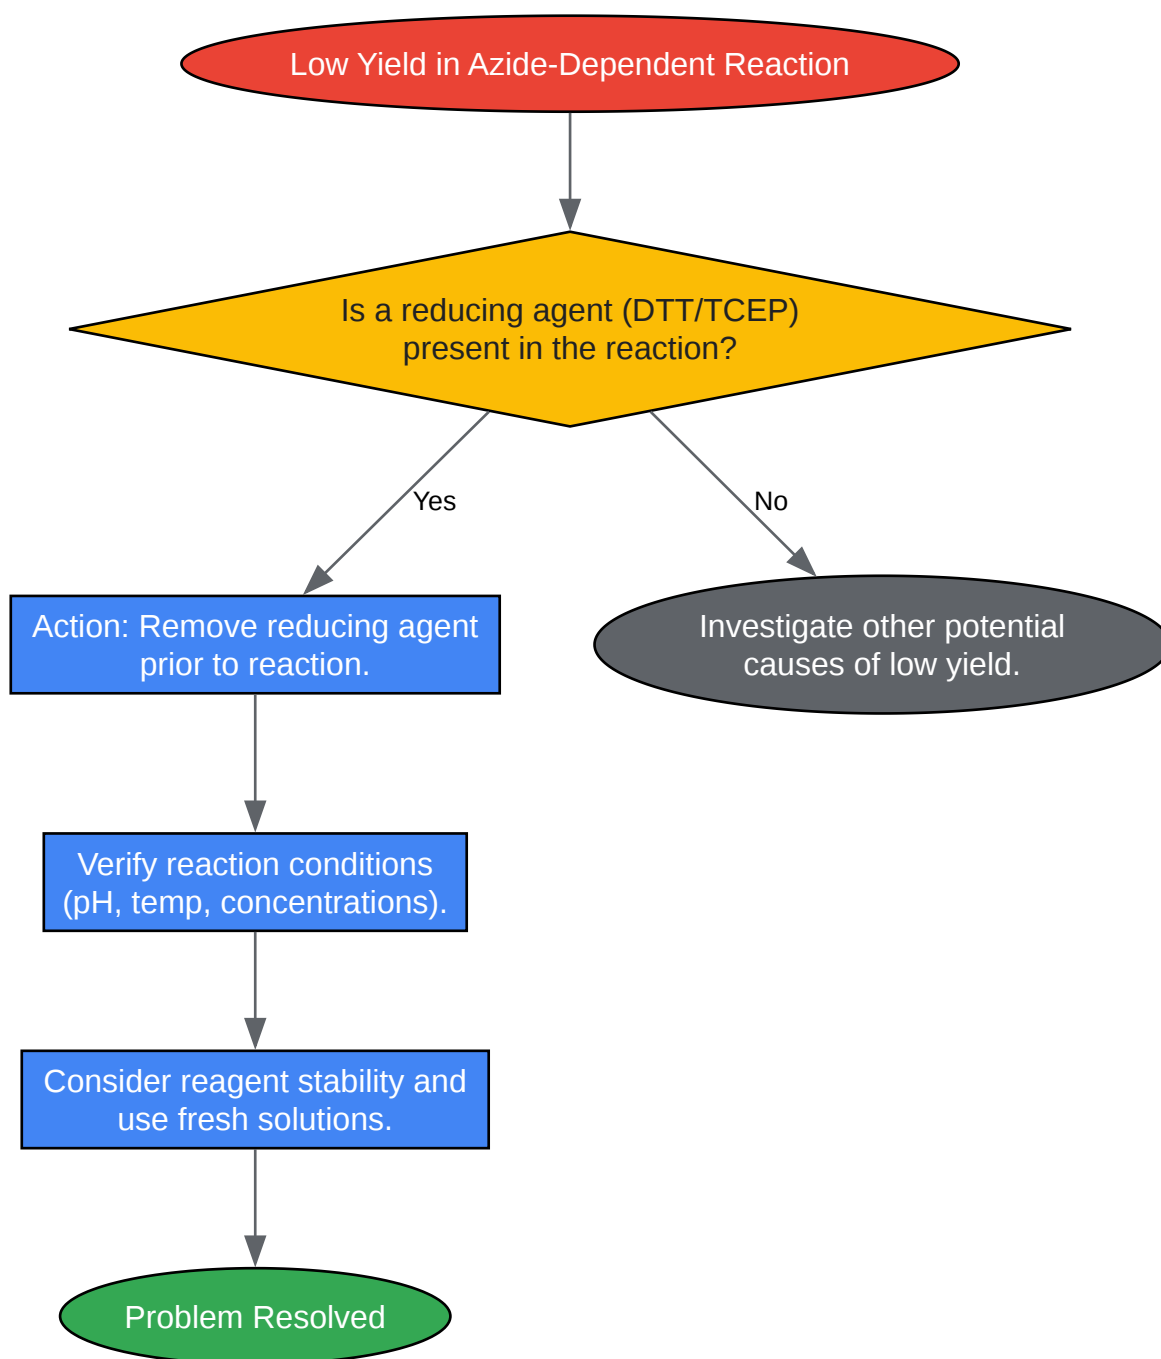 Low Yield in Azide-Dependent Reaction
Is a reducing agent (DTT/TCEP)
present in the reaction?
Yes
No
Action: Remove reducing agent
prior to reaction.
Investigate other potential
causes of low yield.
Verify reaction conditions
(pH, temp, concentrations).
Consider reagent stability and
use fresh solutions.
Problem Resolved